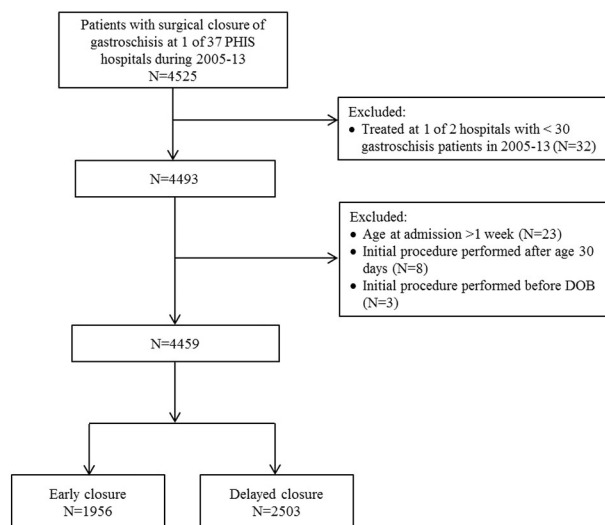 Patients with surgical closure of
gastroschisis at 1 of 37 PHIS
hospitals during 2005-13
N=4525
Excluded:
• Treated at 1 of 2 hospitals with < 30
gastroschisis patients in 2005-13 (N=32)
N=4493
Excluded:
• Age at admission >1 week (N=23)
• Initial procedure performed after age 30
days (N=8)
• Initial procedure performed before DOB
(N=3)
N=4459
Early closure
N=1956
Delayed closure
N=2503